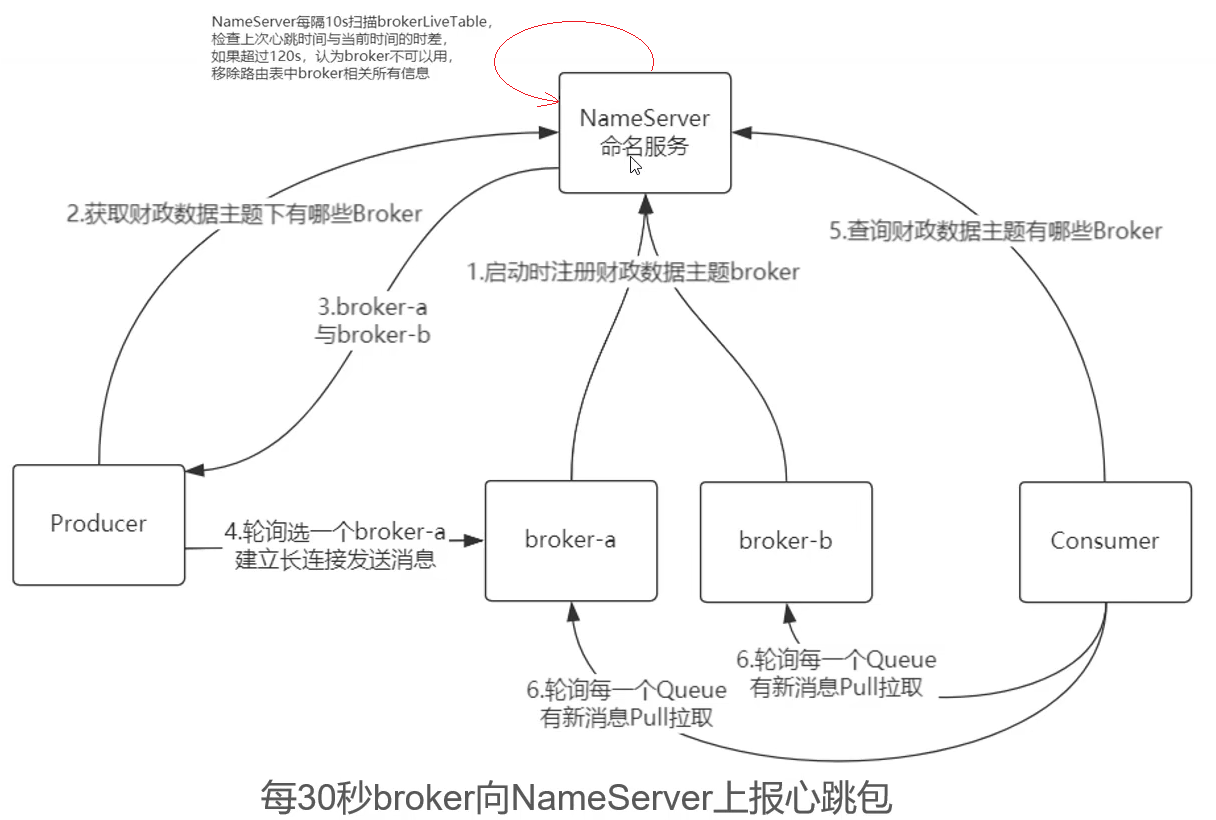 NameServer每隔10s扫描brokerLiveTable，
检查上次心跳时间与当前时间的时差，
如果超过120s，认为broker不可以用，
移除路由表中broker相关所有信息
NameServer
命名服务
2.获取财政数据主题下有哪些Broker
5.查询财政数据主题有哪些Broker
1.启动时注册财政数据主题broker
3.broker-a
与broker-b
Producer
4.轮询选一个broker-a
建立长连接发送消息
broker-a
broker-b
Consumer
6.轮询每一个Queue
有新消息Pull拉取
6.轮询每一个Queue
有新消息Pull拉取
每30秒broker向NameServer上报心跳包